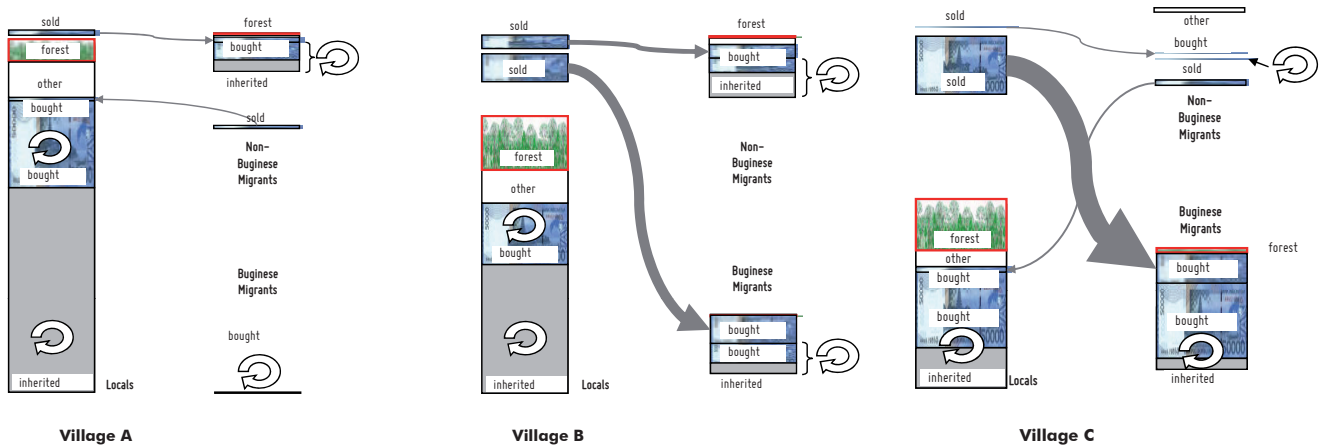 sold
forest
other
bought
bought
inherited
Locals
forest
bought
inherited
sold
Non-
Buginese
Migrants
Buginese
Migrants
bought
Village A
sold
sold
forest
other
bought
inherited
Locals
forest
bought
inherited
Non-
Buginese
Migrants
Buginese
Migrants
bought
bought
inherited
Village B
sold
sold
forest
other
bought
bought
inherited
Locals
other
bought
sold
Non-
Buginese
Migrants
Buginese
Migrants
forest
bought
bought
inherited
Village C